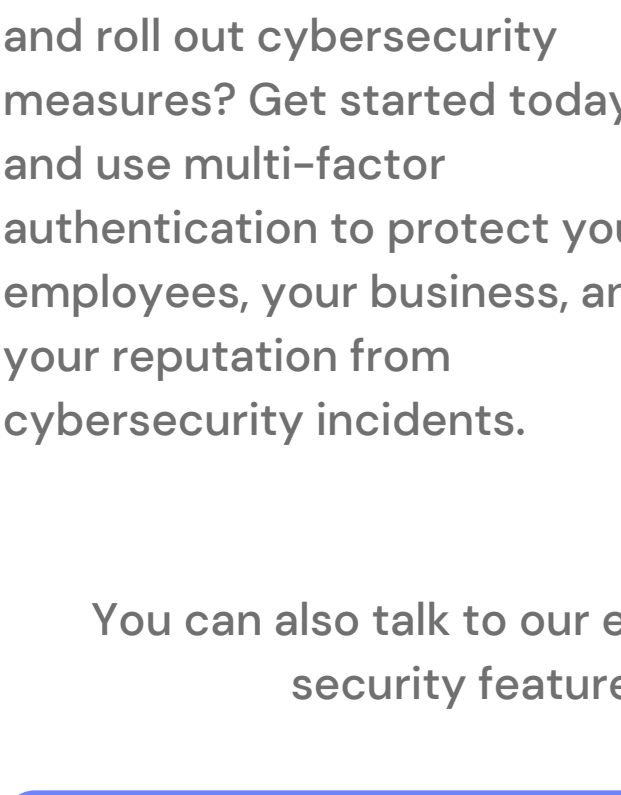 and roll out cybersecurity
measures? Get started today
and use multi-factor
authentication to protect
employees, your business,
your reputation from
cybersecurity incidents.
You can also talk to our
security